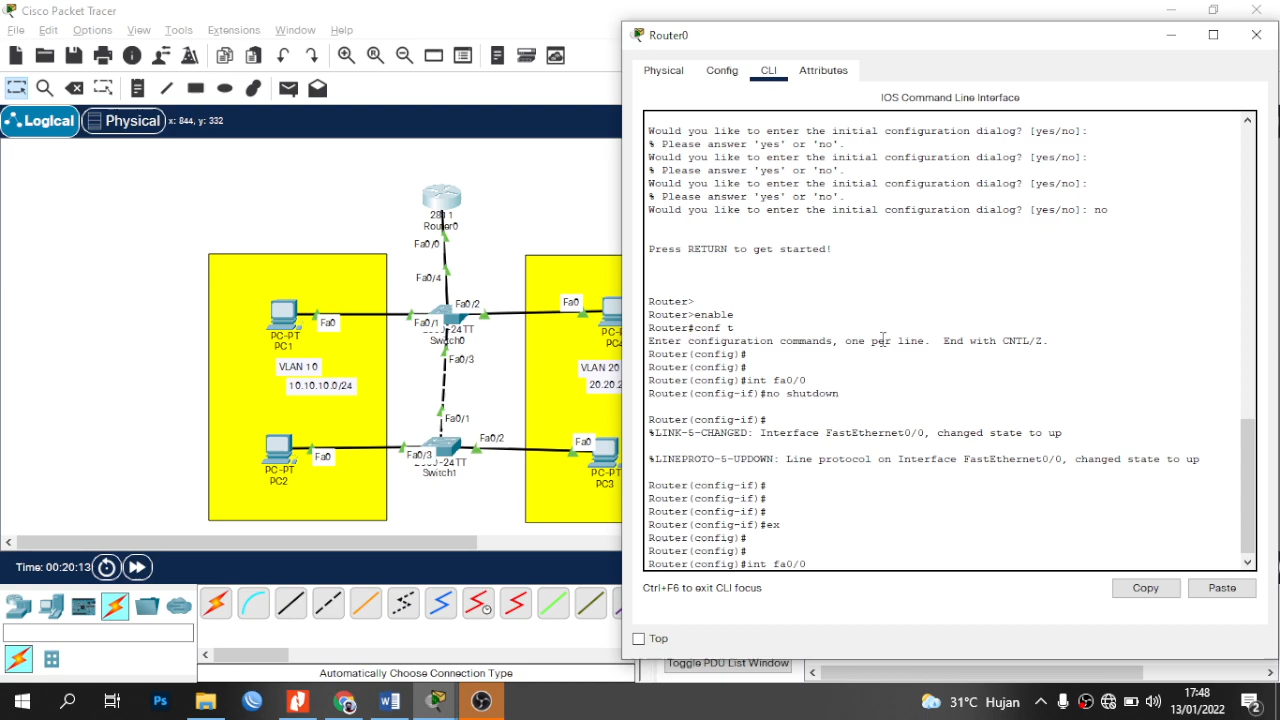 Cisco Packet Tracer
File Edit Options View Tools Extensions Window Help
Logical Physical x: 844, y: 332
2811
Router0
Fa0/0
Fa0/4
Fa0/2
Fa0
Fa0/1
24TT
Switch0
Fa0
PC-PT
PC1
VLAN 10
10.10.10.0/24
Fa0/3
VLAN 20
20.20.2
Fa0/1
Fa0/2
Fa0
Fa0/3
24TT
Switch1
Fa0
PC-PT
PC2
PC-PT
PC3
Time: 00:20:13
Automatically Choose Connection Type
Router0
Physical Config CLI Attributes
IOS Command Line Interface
Would you like to enter the initial configuration dialog? [yes/no]:
% Please answer 'yes' or 'no'.
Would you like to enter the initial configuration dialog? [yes/no]:
% Please answer 'yes' or 'no'.
Would you like to enter the initial configuration dialog? [yes/no]:
% Please answer 'yes' or 'no'.
Would you like to enter the initial configuration dialog? [yes/no]: no
Press RETURN to get started!
Router>
Router>enable
Router#conf t
Enter configuration commands, one per line. End with CNTL/Z.
Router(config)#
Router(config)#
Router(config)#int fa0/0
Router(config-if)#no shutdown
Router(config-if)#
%LINK-5-CHANGED: Interface FastEthernet0/0, changed state to up
%LINEPROTO-5-UPDOWN: Line protocol on Interface FastEthernet0/0, changed state to up
Router(config-if)#
Router(config-if)#
Router(config-if)#
Router(config-if)#ex
Router(config)#
Router(config)#
Router(config)#int fa0/0
Ctrl+F6 to exit CLI focus
Copy Paste
Top
Toggle PDU List Window
31°C Hujan
17:48
13/01/2022
2